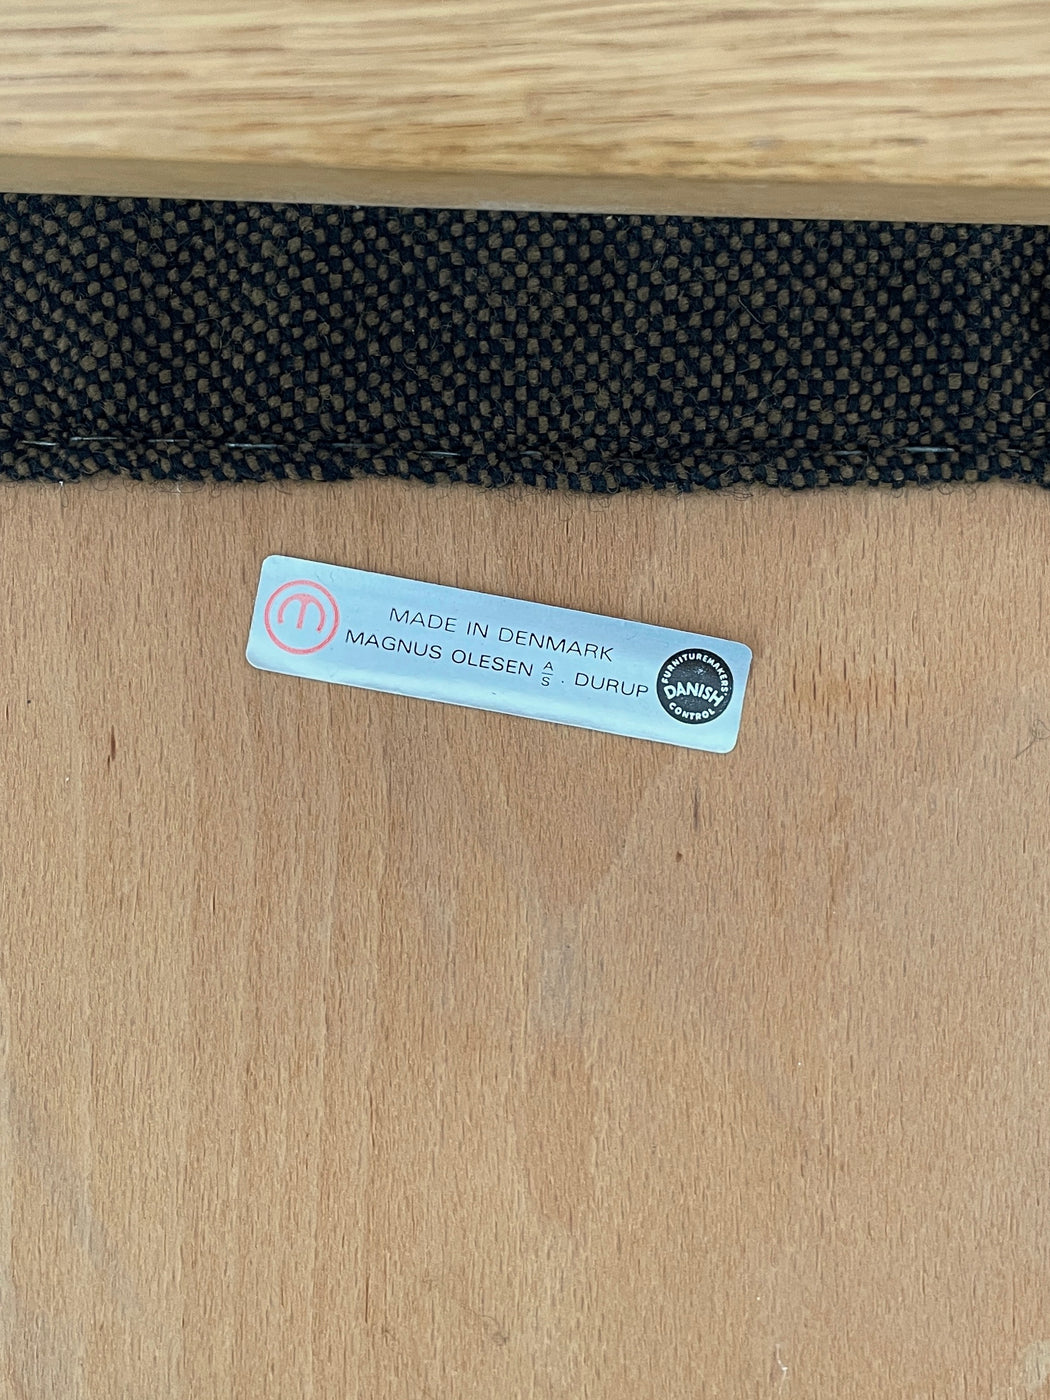 MADE IN DENMARK
MAGNUS OLESEN A/S · DURUP
FURNITUREMAKERS'
DANISH
CONTROL